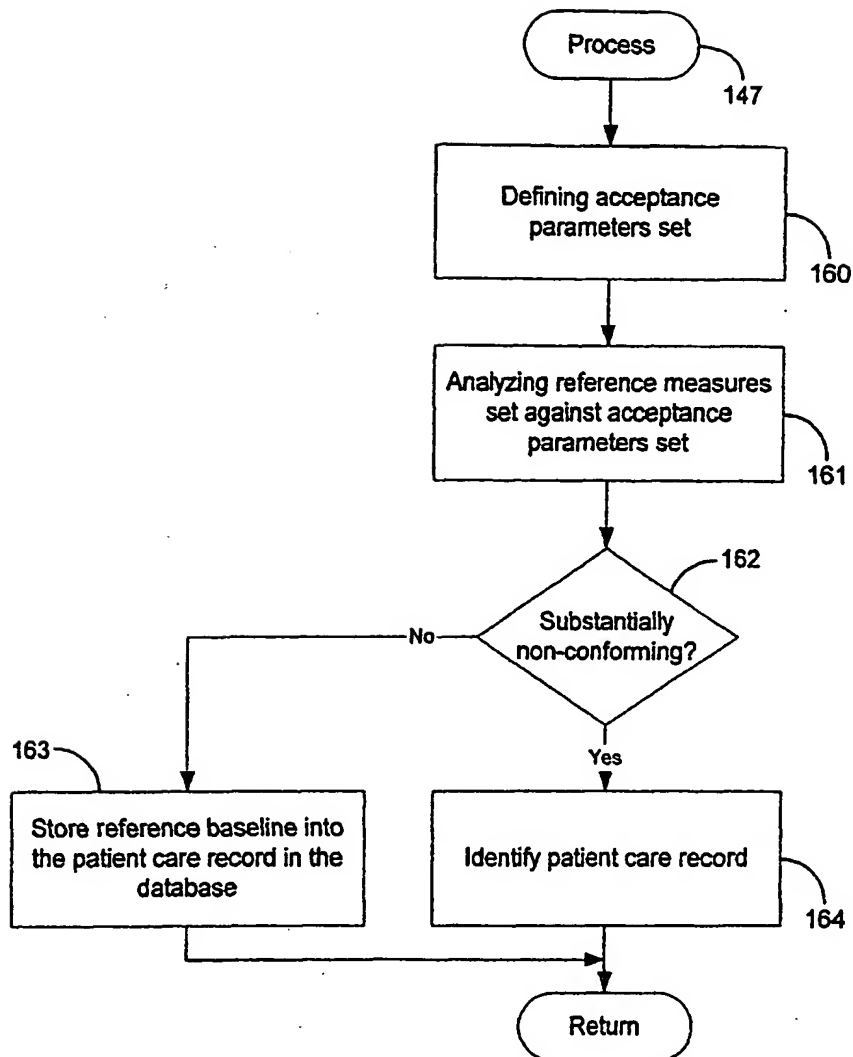 Process
147
Defining acceptance
parameters set
160
Analyzing reference measures
set against acceptance
parameters set
161
162
Substantially
non-conforming?
No
Yes
163
Store reference baseline into
the patient care record in the
database
Identify patient care record
164
Return